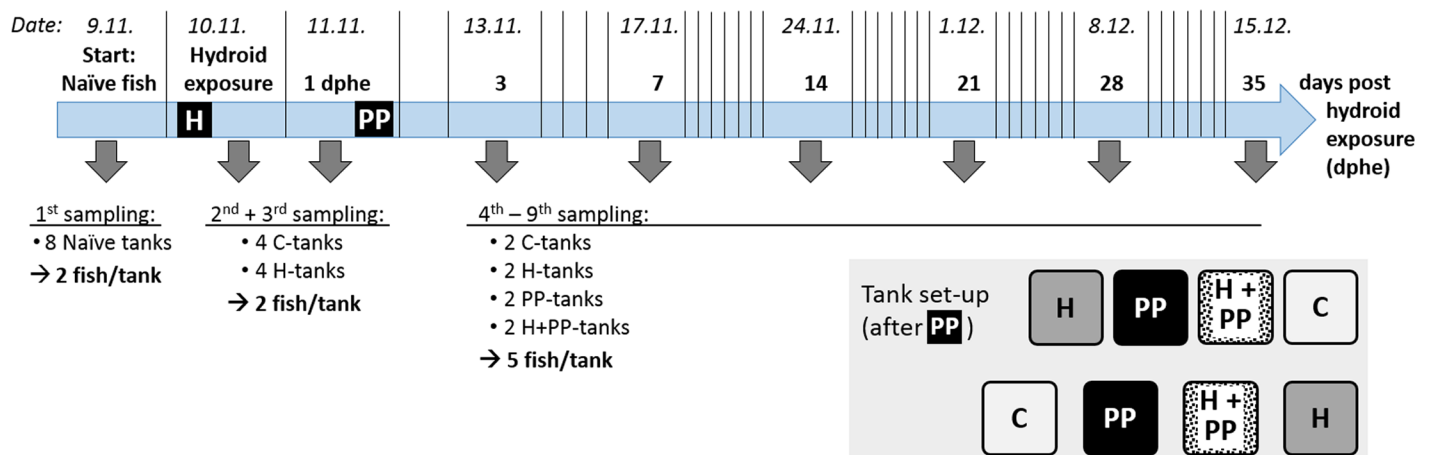 Date: 9.11. 10.11. 11.11. 13.11. 17.11. 24.11. 1.12. 8.12. 15.12.
Start: Hydroid
Naïve fish exposure 1 dphe 3 7 14 21 28 35 days post
H PP hydroid
exposure
(dphe)
1st sampling: 2nd + 3rd sampling: 4th – 9th sampling:
• 8 Naïve tanks • 4 C-tanks • 2 C-tanks
→ 2 fish/tank • 4 H-tanks • 2 H-tanks
→ 2 fish/tank • 2 PP-tanks
• 2 H+PP-tanks
→ 5 fish/tank
Tank set-up
(after PP )
H PP H + PP C
C PP H + PP H